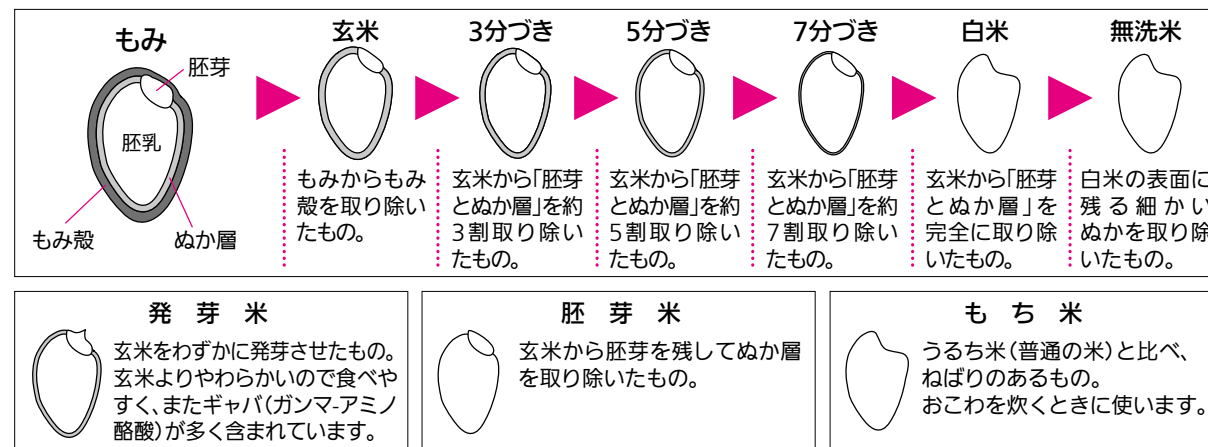 もみ
胚芽
胚乳
もみ殻
ぬか層
玄米
もみからもみ
殻を取り除い
たもの。
3分づき
玄米から「胚芽
とぬか層」を約
3割取り除い
たもの。
5分づき
玄米から「胚芽
とぬか層」を約
5割取り除い
たもの。
7分づき
玄米から「胚芽
とぬか層」を約
7割取り除い
たもの。
白米
玄米から「胚芽
とぬか層」を
完全に取り除
いたもの。
無洗米
白米の表面に
残る細かい
ぬかを取り除
いたもの。
発芽米
玄米をわずかに発芽させたもの。
玄米よりやわらかいので食べや
すく、またギャバ(ガンマ-アミノ
酪酸)が多く含まれています。
胚芽米
玄米から胚芽を残してぬか層
を取り除いたもの。
もち米
うるち米(普通の米)と比べ、
ねばりのあるもの。
おこわを炊くときに使います。